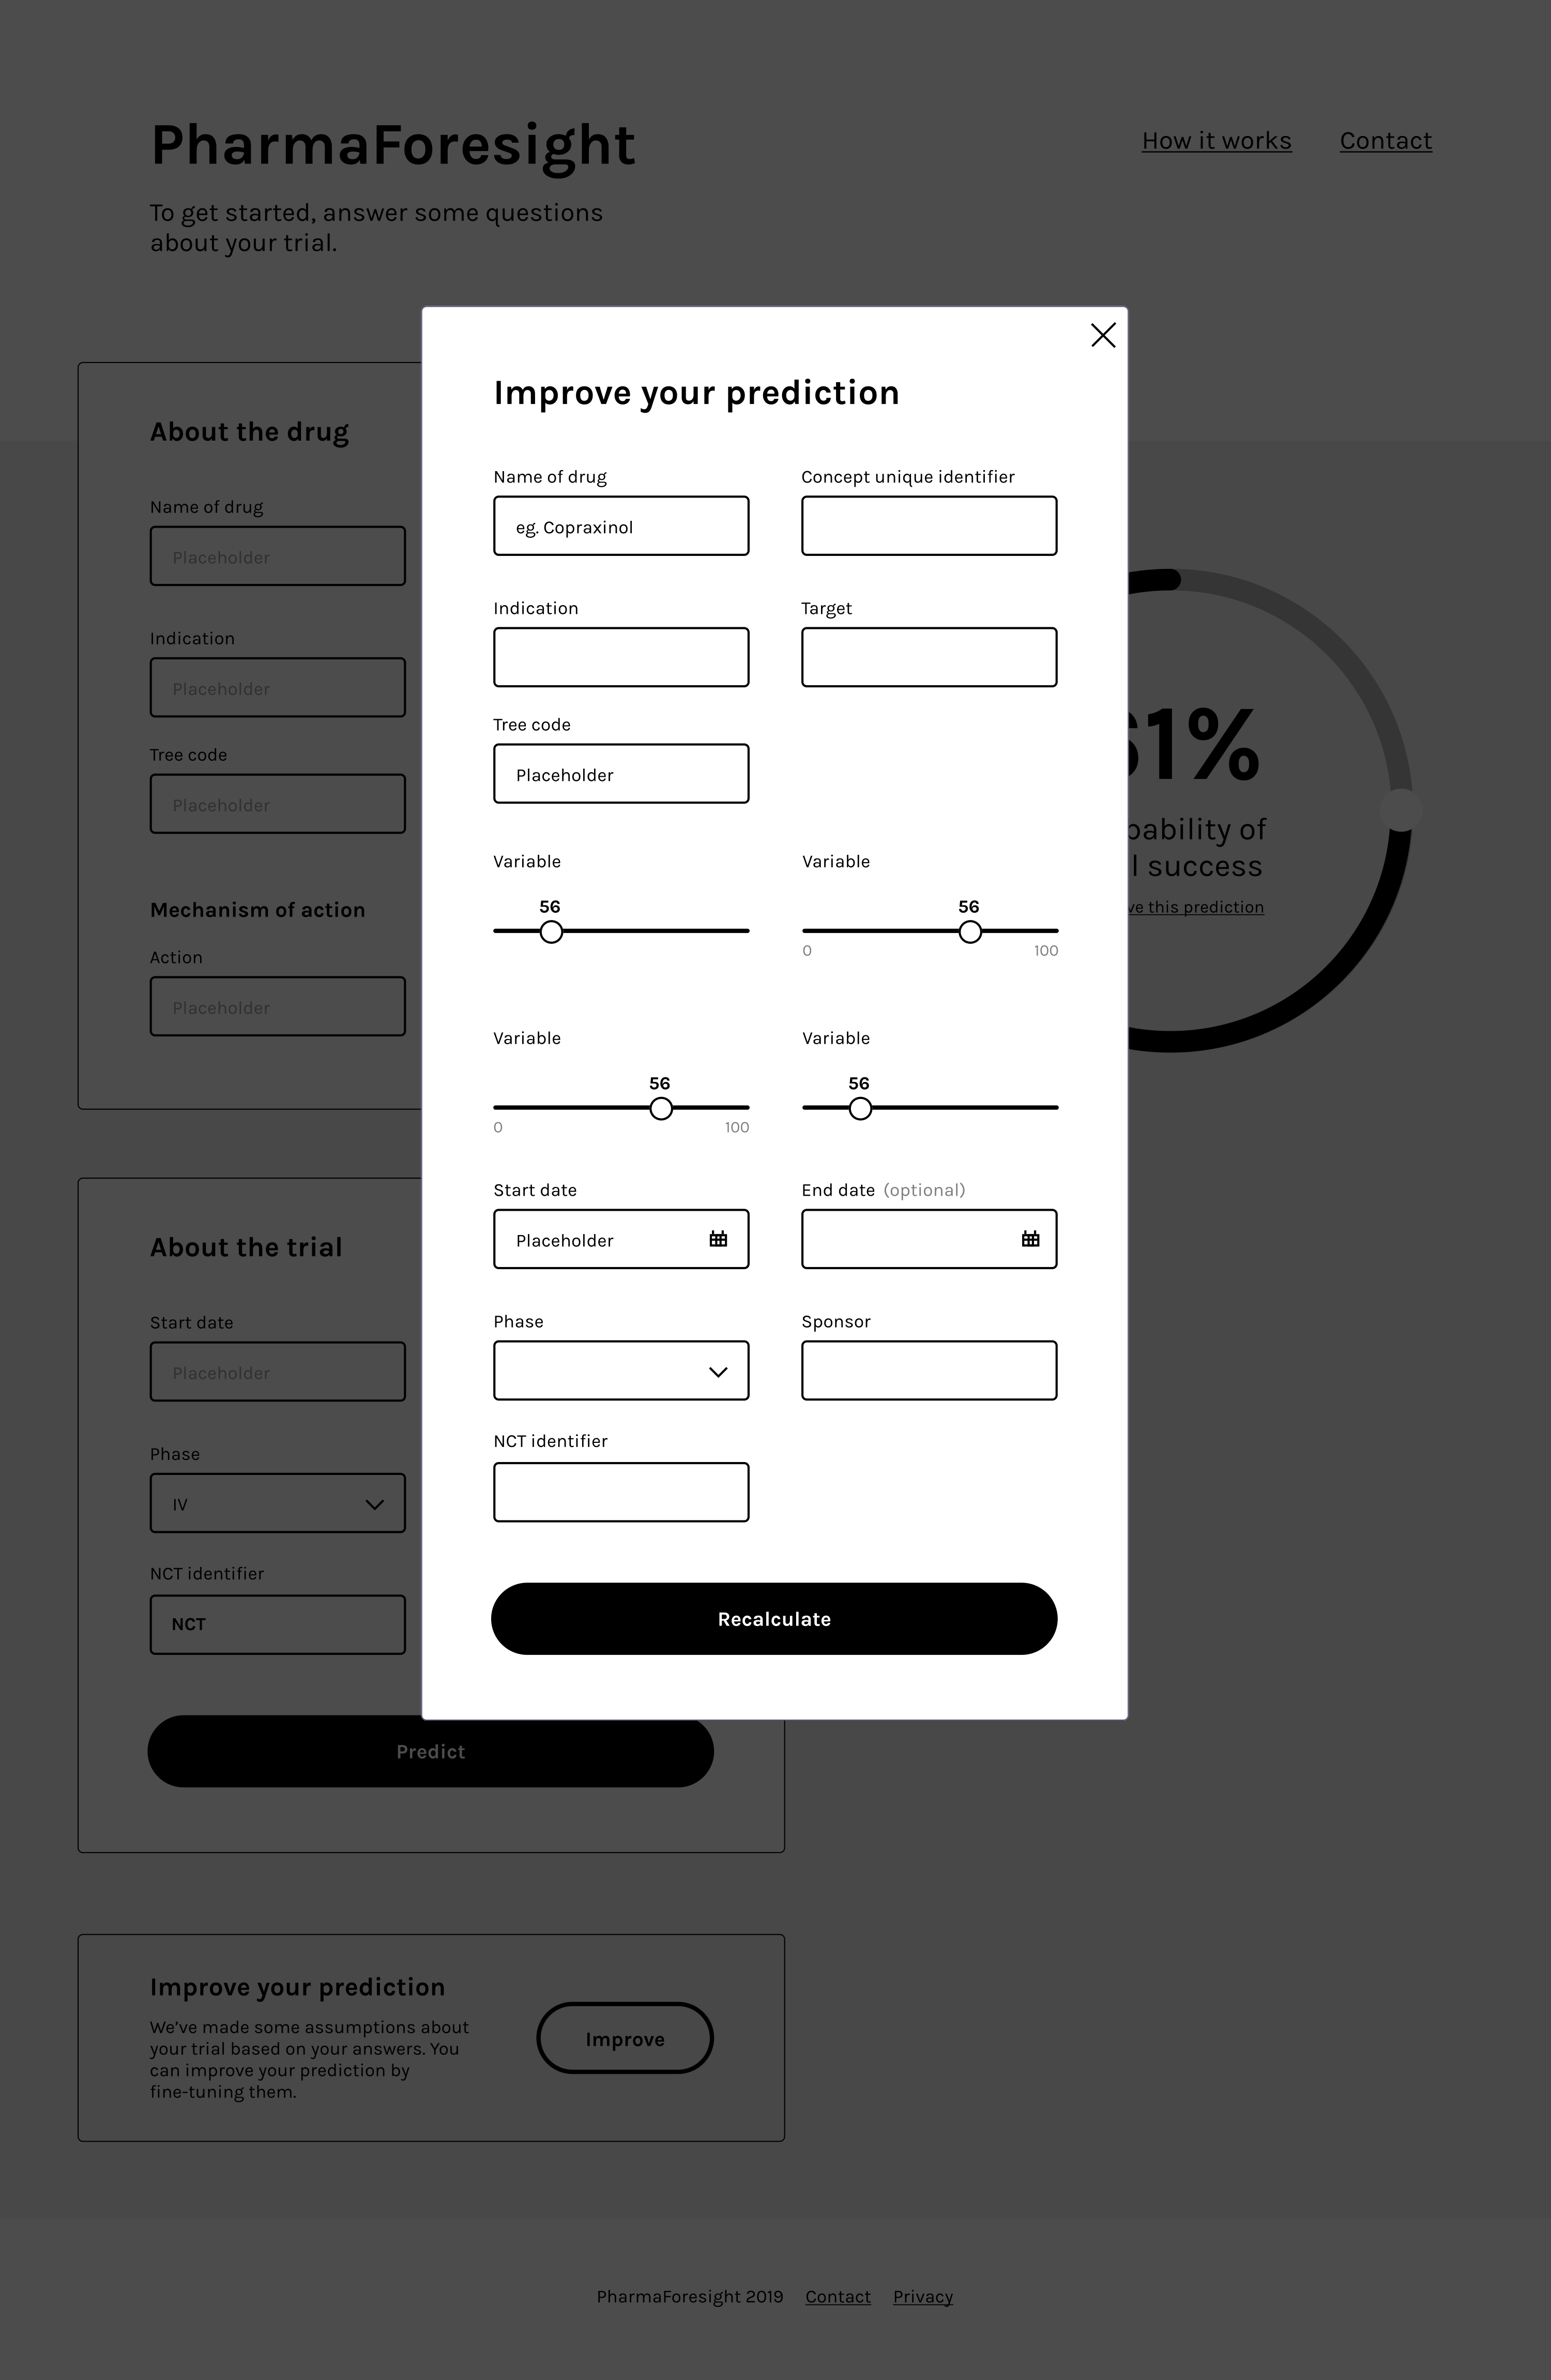 PharmaForesight
How it works
Contact
To get started, answer some questions
about your trial.
About the drug
Name of drug
Placeholder
Indication
Placeholder
Tree code
Placeholder
Mechanism of action
Action
Placeholder
About the trial
Start date
Placeholder
Phase
IV
NCT identifier
NCT
Predict
Improve your prediction
Name of drug
eg. Copraxinol
Concept unique identifier
Indication
Target
Tree code
Placeholder
Variable
56
Variable
56
0
100
Variable
56
0
100
Variable
56
Start date
Placeholder
End date (optional)
Phase
Sponsor
NCT identifier
Recalculate
1%
of
success
this prediction
Improve your prediction
We've made some assumptions about
your trial based on your answers. You
can improve your prediction by
fine-tuning them.
Improve
PharmaForesight 2019
Contact
Privacy